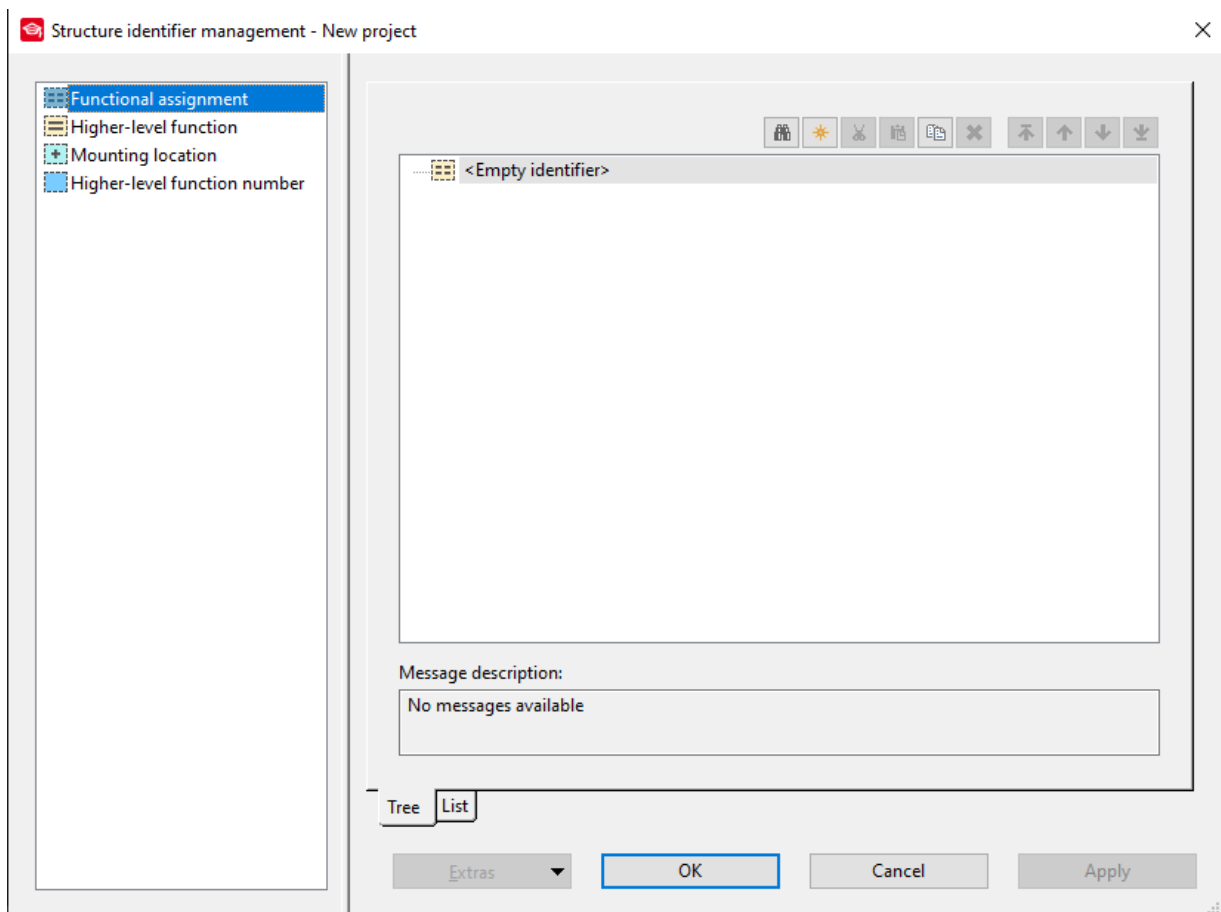 Structure identifier management - New project
Functional assignment
Higher-level function
Mounting location
Higher-level function number
<Empty identifier>
Message description:
No messages available
Tree
List
Extras
OK
Cancel
Apply